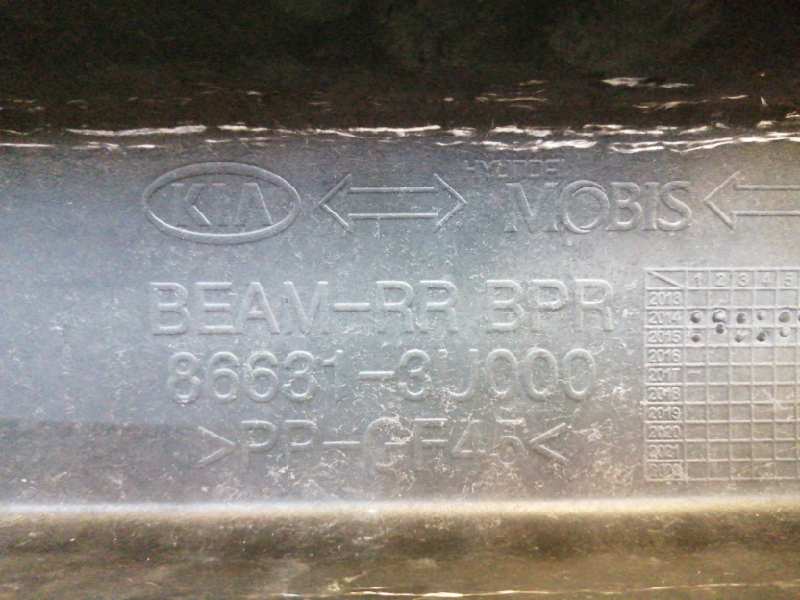 HYUNDAI
KIA MOBIS
BEAM-RR BPR
86631-3U000
>PP-GF45<
1 2 3 4 5
2013
2014
2015
2016
2017
2018
2019
2020
2021